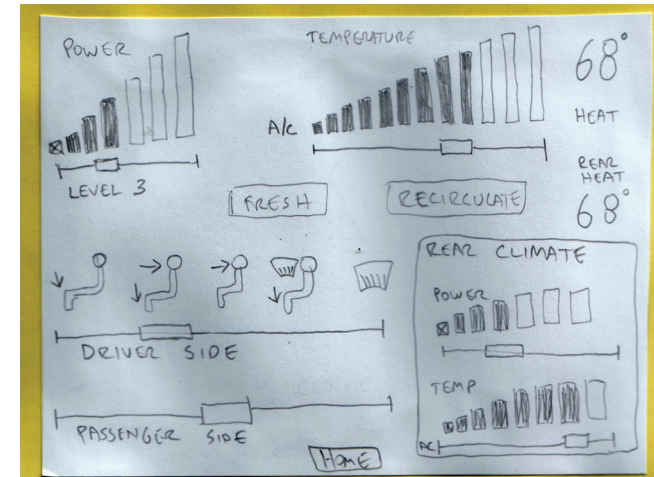 POWER
TEMPERATURE
68°
A/C
HEAT
LEVEL 3
REAR
HEAT
68°
FRESH
RECIRCULATE
REAR CLIMATE
POWER
DRIVER SIDE
TEMP
PASSENGER SIDE
AC
HOME